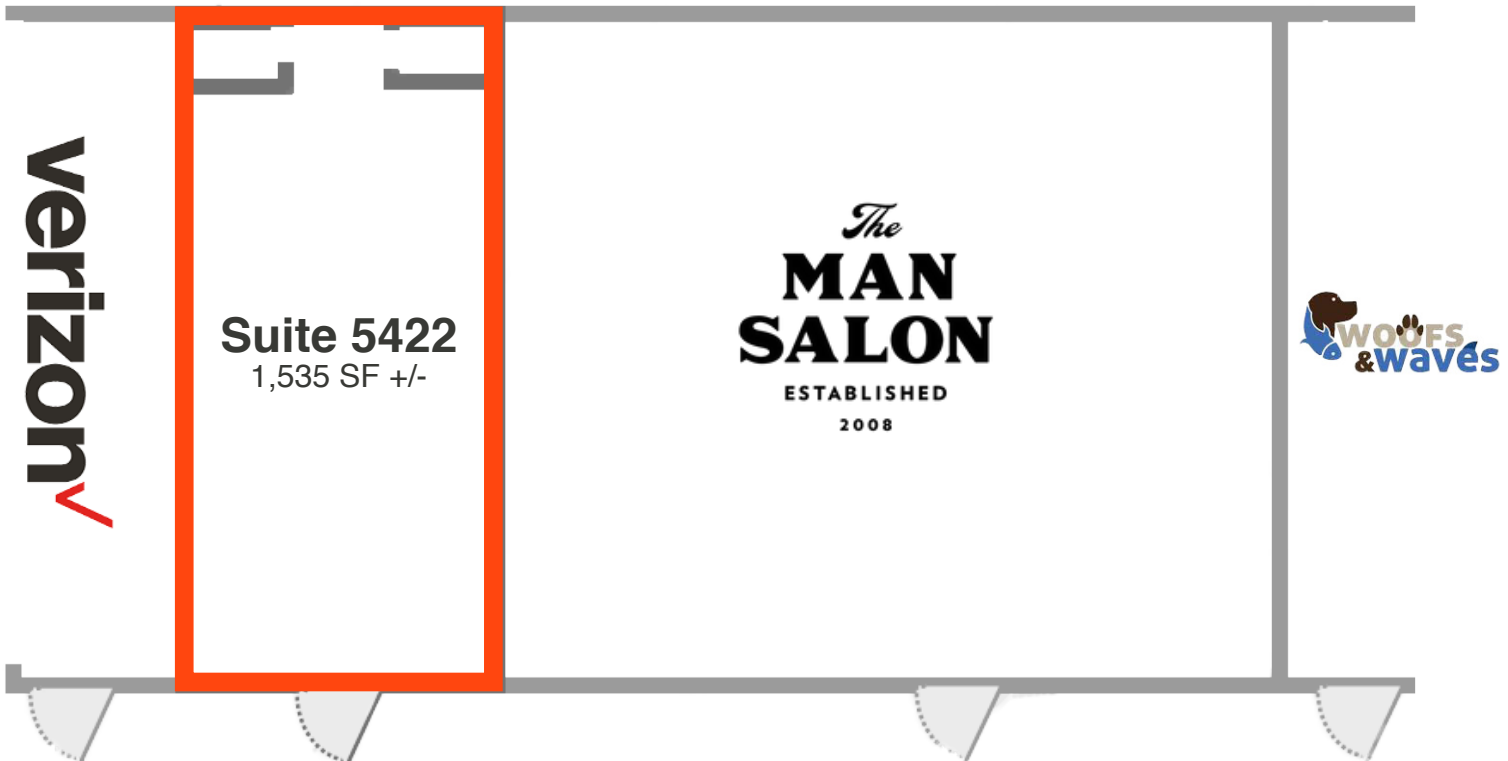 verizon
Suite 5422
1,535 SF +/-
The
MAN
SALON
ESTABLISHED
2008
WOOFS
&waves